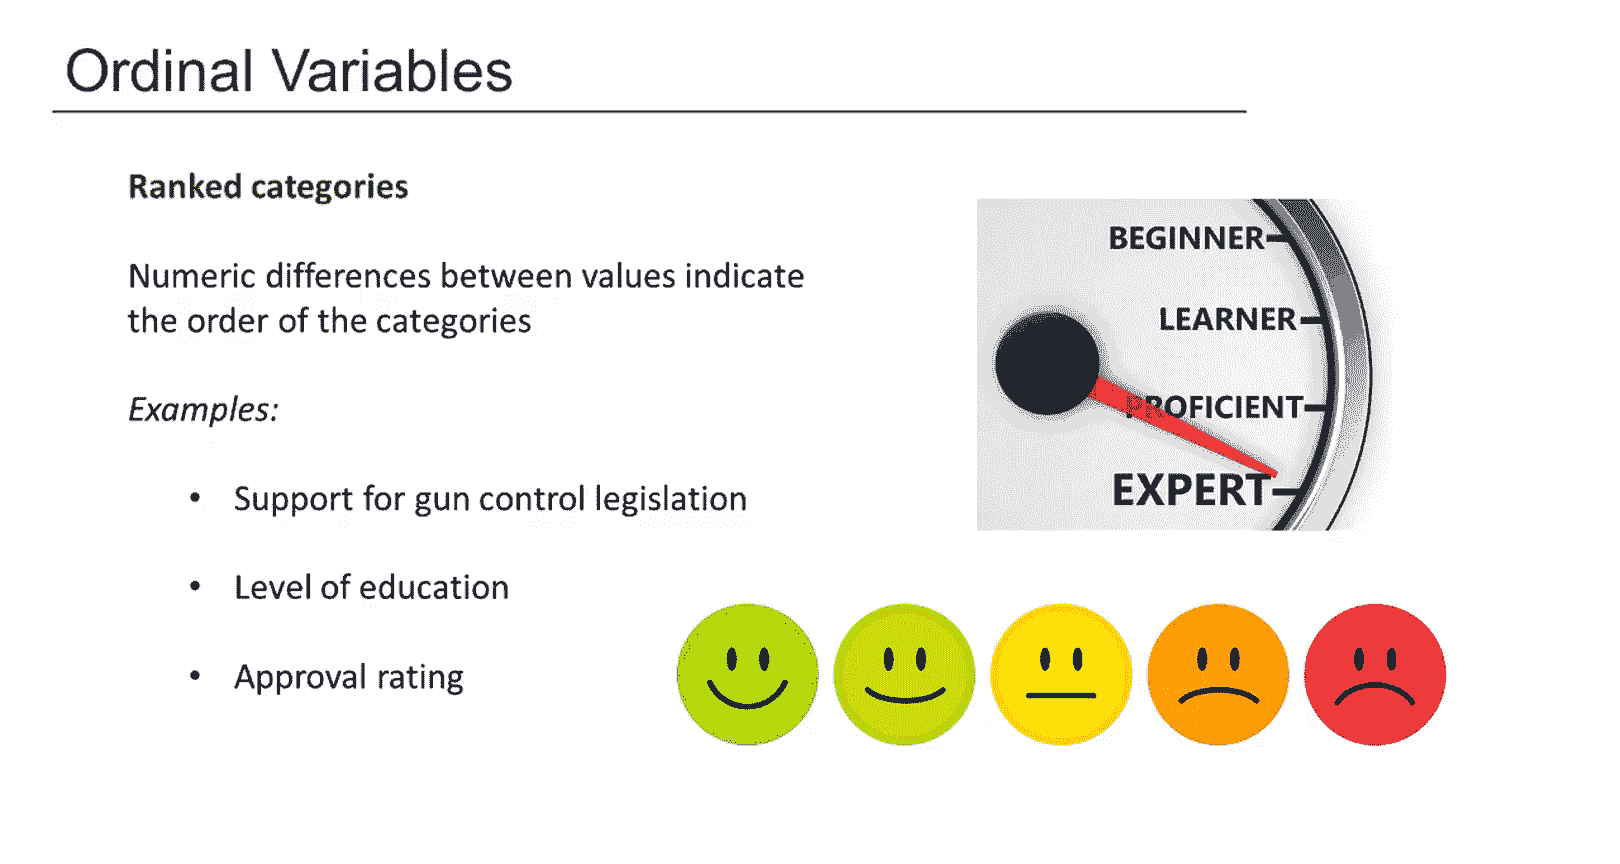 Ordinal Variables
Ranked categories
Numeric differences between values indicate
the order of the categories
Examples:
• Support for gun control legislation
• Level of education
• Approval rating
BEGINNER
LEARNER
PROFICIENT
EXPERT